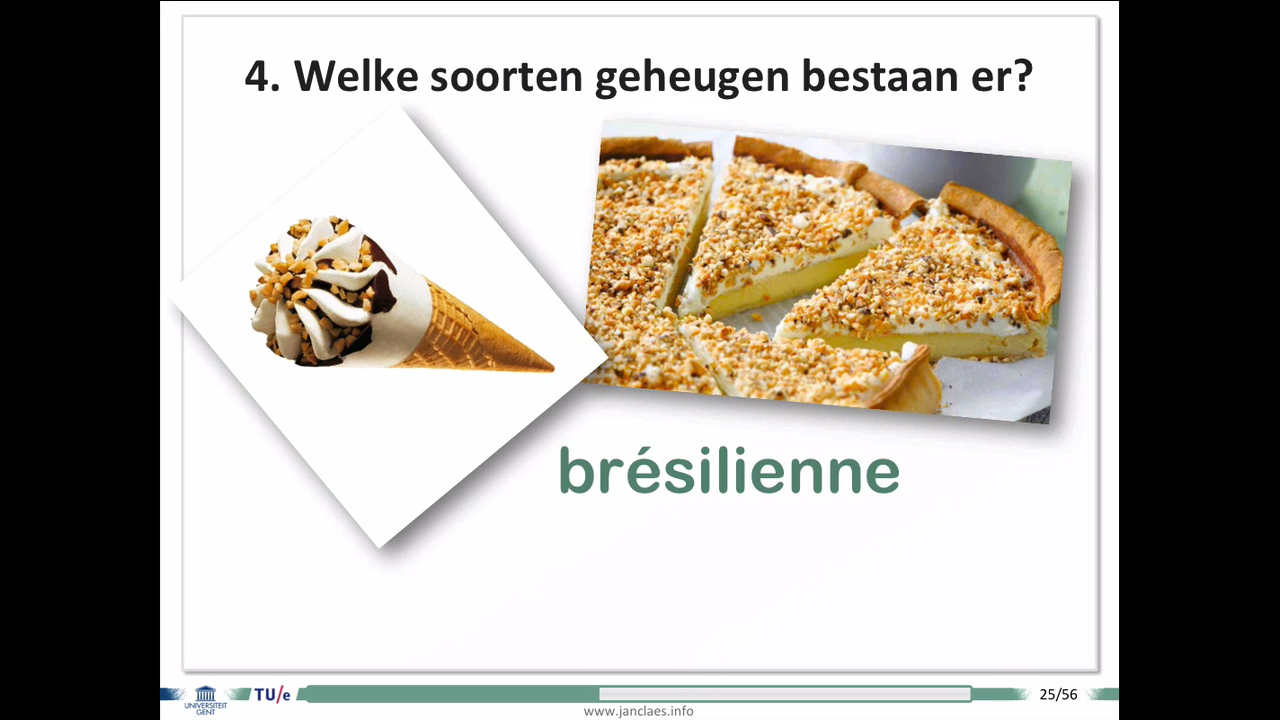 4. Welke soorten geheugen bestaan er?
brésilienne
UNIVERSITEIT
GENT
TU/e
25/56
www.janclaes.info